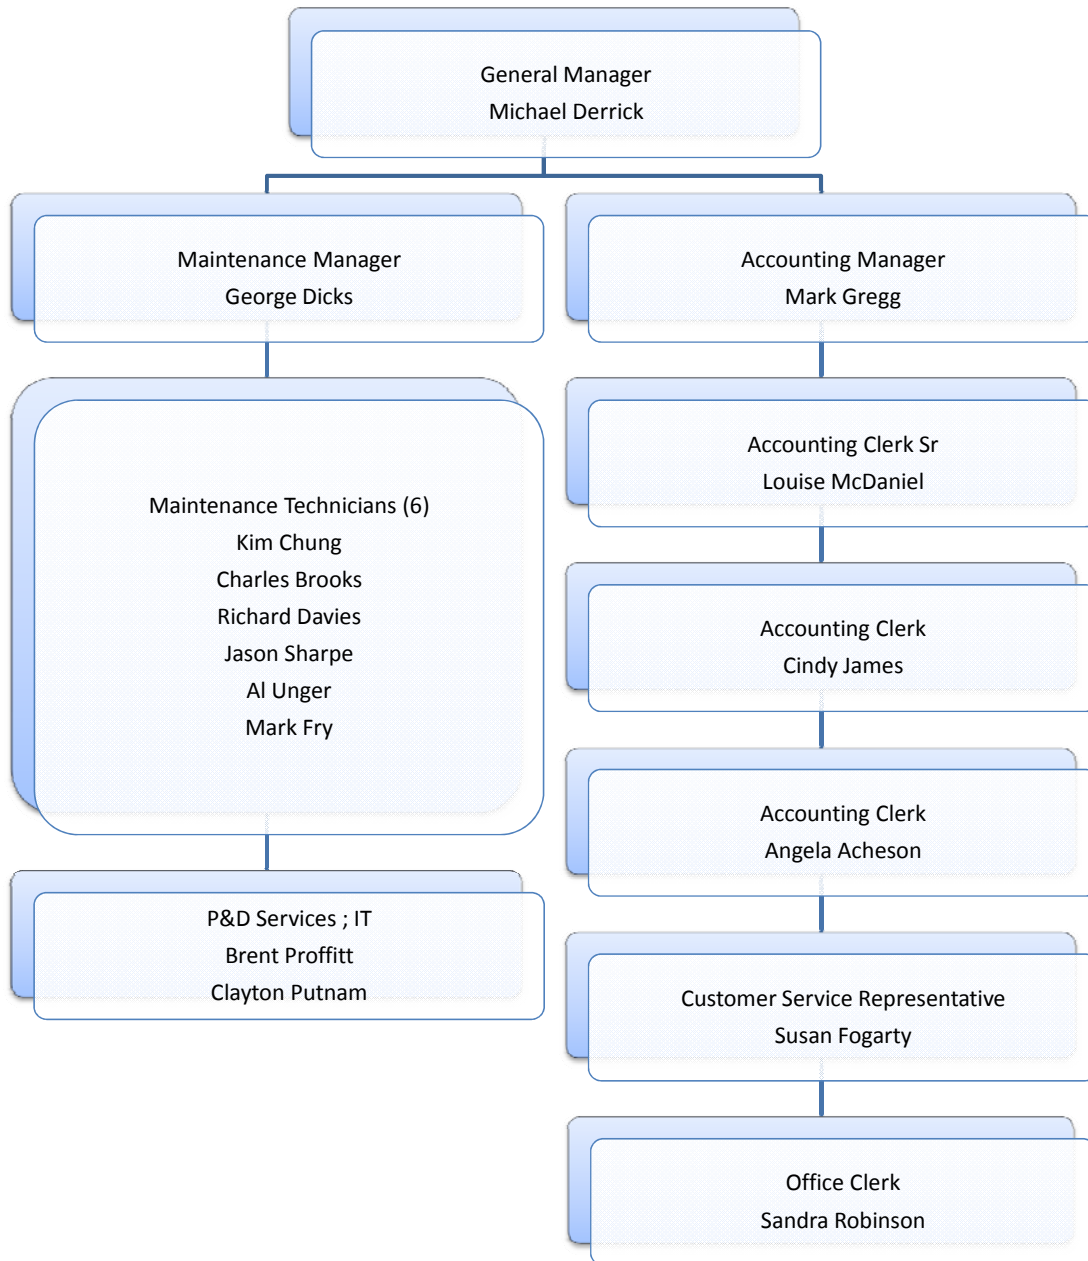 General Manager
Michael Derrick
Maintenance Manager
George Dicks
Accounting Manager
Mark Gregg
Maintenance Technicians (6)
Kim Chung
Charles Brooks
Richard Davies
Jason Sharpe
Al Unger
Mark Fry
P&D Services ; IT
Brent Proffitt
Clayton Putnam
Accounting Clerk Sr
Louise McDaniel
Accounting Clerk
Cindy James
Accounting Clerk
Angela Acheson
Customer Service Representative
Susan Fogarty
Office Clerk
Sandra Robinson